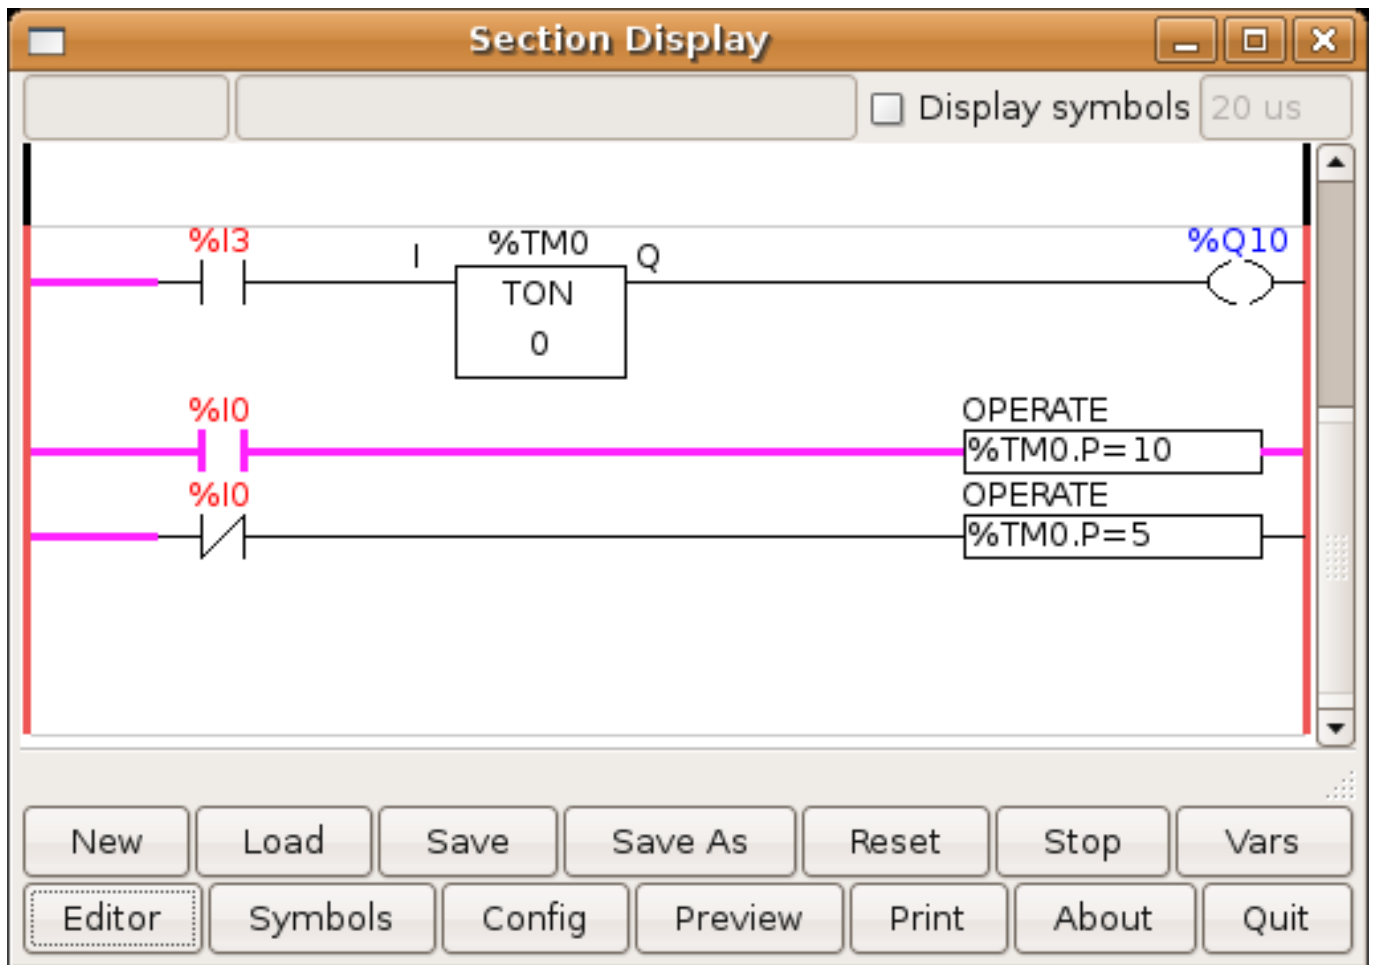 Section Display
Display symbols 20 us
%I3 I %TM0 Q %Q10
TON
0
%I0 OPERATE
%TM0.P=10
%I0 OPERATE
%TM0.P=5
New Load Save Save As Reset Stop Vars
Editor Symbols Config Preview Print About Quit